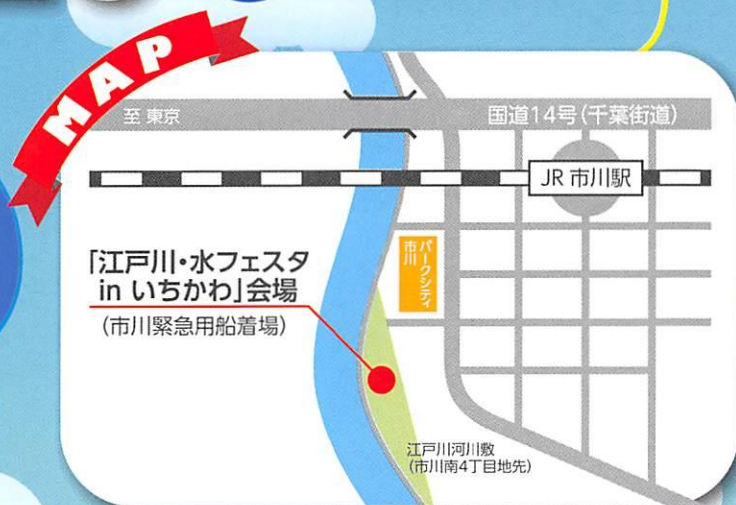 MAP
至 東京
国道14号(千葉街道)
JR 市川駅
「江戸川・水フェスタ
in いちかわ」会場
(市川緊急用船着場)
パークシティ
市川
江戸川河川敷
(市川南4丁目地先)